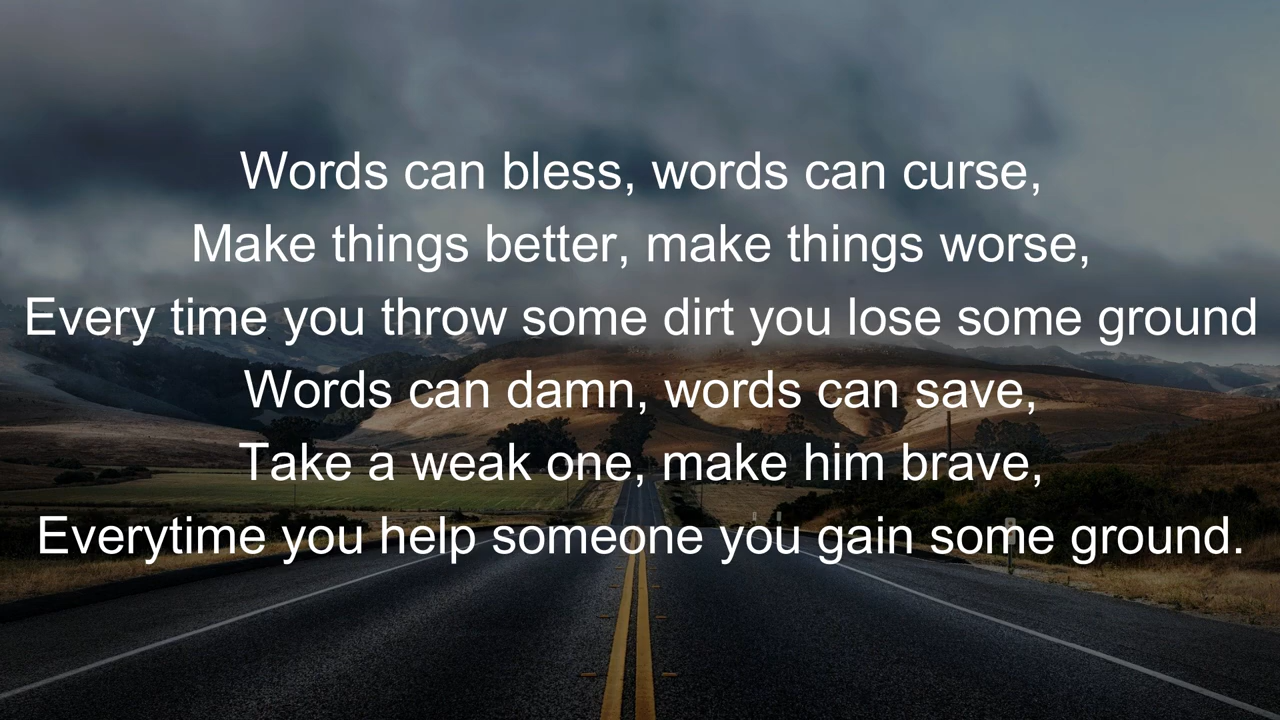 Words can bless, words can curse,
Make things better, make things worse,
Every time you throw some dirt you lose some ground
Words can damn, words can save,
Take a weak one, make him brave,
Everytime you help someone you gain some ground.